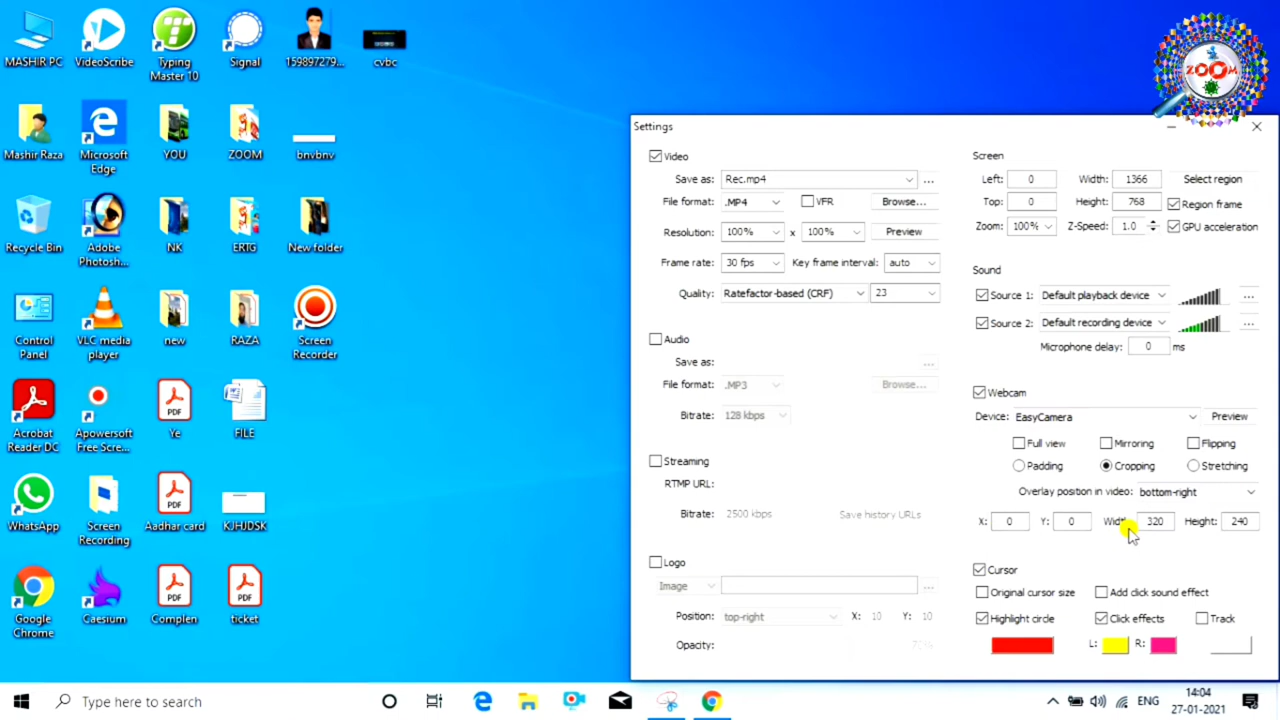 MASHIR PC
VideoScribe
Typing
Master 10
Signal
159897279...
cvbc
Mashir Raza
Microsoft
Edge
YOU
ZOOM
bnvbnv
Recycle Bin
Adobe
Photosh...
NK
ERTG
New folder
Control
Panel
VLC media
player
new
RAZA
Screen
Recorder
Acrobat
Reader DC
Apowersoft
Free Scre...
PDF
Ye
FILE
WhatsApp
Screen
Recording
PDF
Aadhar card
KJHJDSK
Google
Chrome
Caesium
PDF
Complen
PDF
ticket
ZOOM
Settings
Video
Save as: Rec.mp4 ...
File format: .MP4 VFR Browse...
Resolution: 100% x 100% Preview
Frame rate: 30 fps Key frame interval: auto
Quality: Ratefactor-based (CRF) 23
Audio
Save as: ...
File format: .MP3 Browse...
Bitrate: 128 kbps
Streaming
RTMP URL:
Bitrate: 2500 kbps Save history URLs
Logo
Image ...
Position: top-right X: 10 Y: 10
Opacity:
Screen
Left: 0 Width: 1366 Select region
Top: 0 Height: 768 Region frame
Zoom: 100% Z-Speed: 1.0 GPU acceleration
Sound
Source 1: Default playback device ...
Source 2: Default recording device ...
Microphone delay: 0 ms
Webcam
Device: EasyCamera Preview
Full view Mirroring Flipping
Padding Cropping Stretching
Overlay position in video: bottom-right
X: 0 Y: 0 Width: 320 Height: 240
Cursor
Original cursor size Add click sound effect
Highlight circle Click effects Track
L: R:
Type here to search
ENG
14:04
27-01-2021